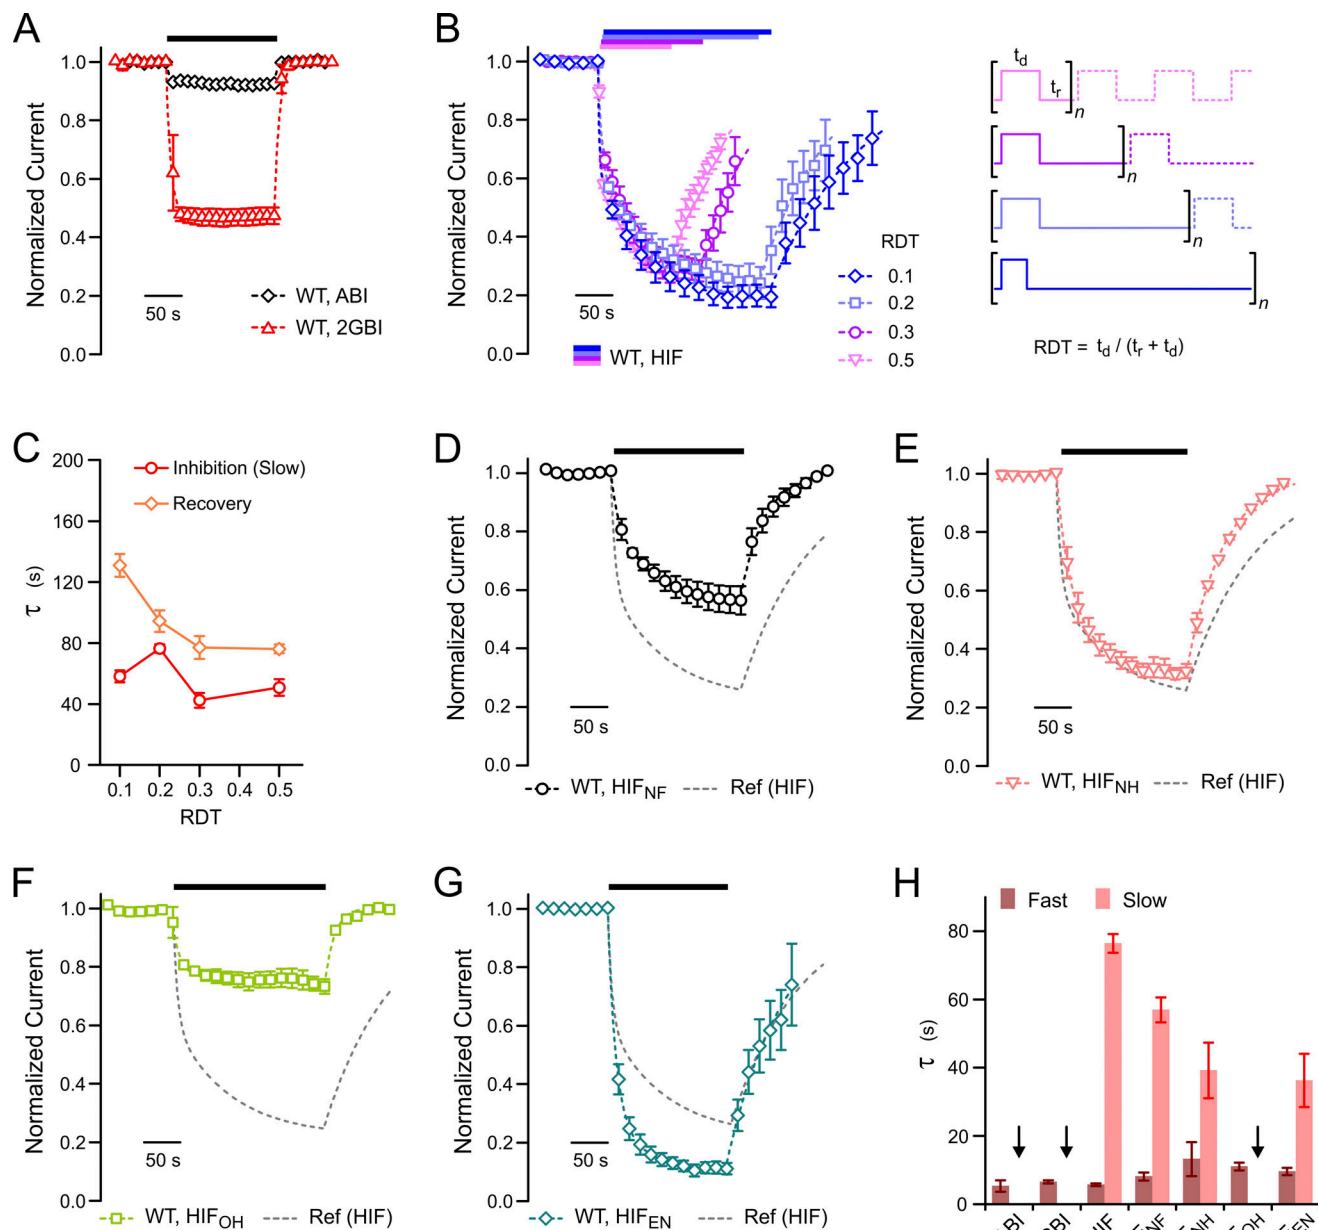 A
Normalized Current
1.0
0.8
0.6
0.4
0.2
0.0
50 s
WT, ABI
WT, 2GBI
B
Normalized Current
1.0
0.8
0.6
0.4
0.2
0.0
50 s
WT, HIF
RDT
0.1
0.2
0.3
0.5
t_d
t_r
n
n
n
n
RDT = t_d / (t_r + t_d)
C
τ (s)
200
160
120
80
40
0
Inhibition (Slow)
Recovery
0.1 0.2 0.3 0.4 0.5
RDT
D
Normalized Current
1.0
0.8
0.6
0.4
0.2
0.0
50 s
WT, HIF_NF Ref (HIF)
E
Normalized Current
1.0
0.8
0.6
0.4
0.2
0.0
50 s
WT, HIF_NH Ref (HIF)
F
Normalized Current
1.0
0.8
0.6
0.4
0.2
0.0
50 s
WT, HIF_OH Ref (HIF)
G
Normalized Current
1.0
0.8
0.6
0.4
0.2
0.0
50 s
WT, HIF_EN Ref (HIF)
H
Fast Slow
τ (s)
80
60
40
20
0